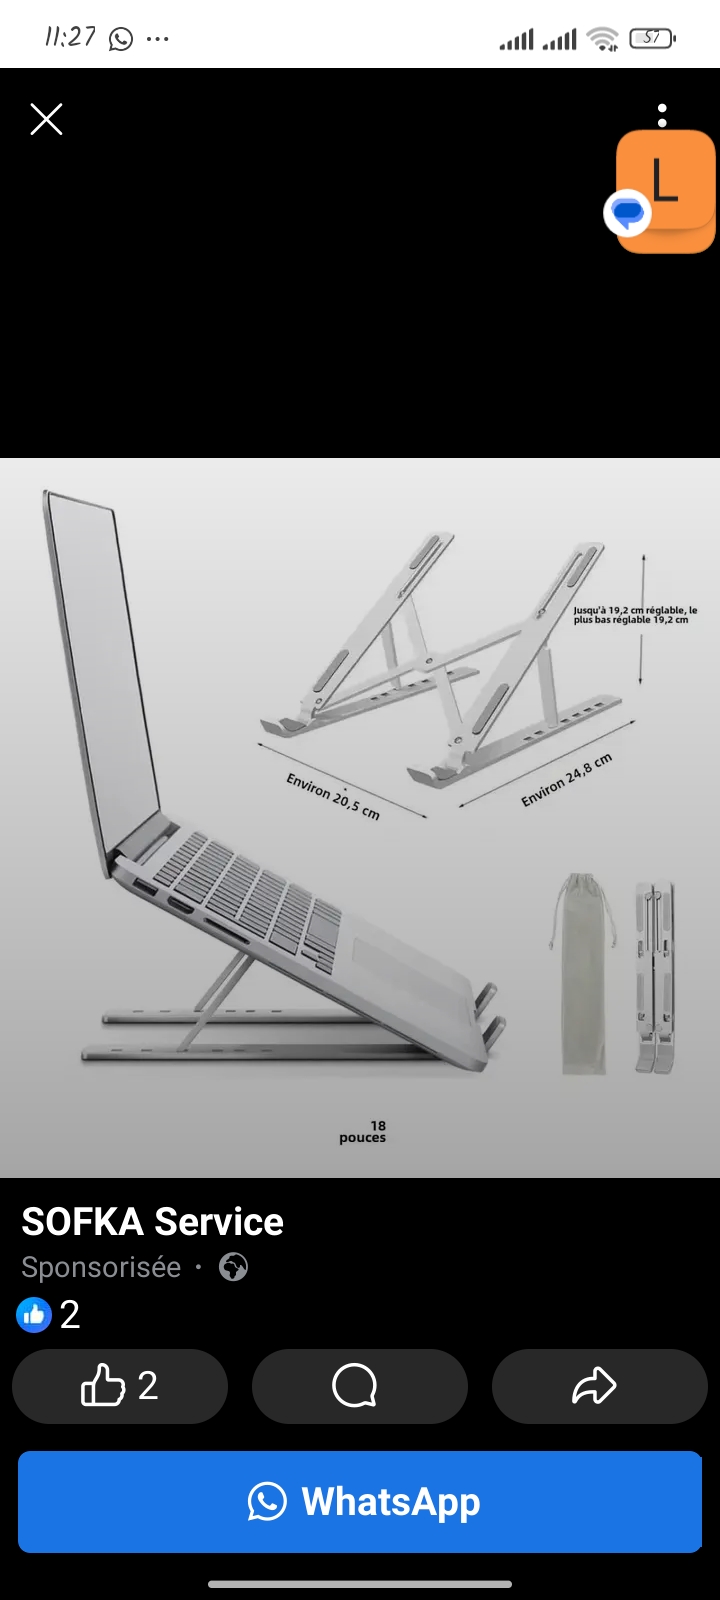 11:27
57
L
Jusqu'à 19,2 cm réglable, le
plus bas réglable 19,2 cm
Environ 20,5 cm
Environ 24,8 cm
18
pouces
SOFKA Service
Sponsorisée ·
2
2
WhatsApp